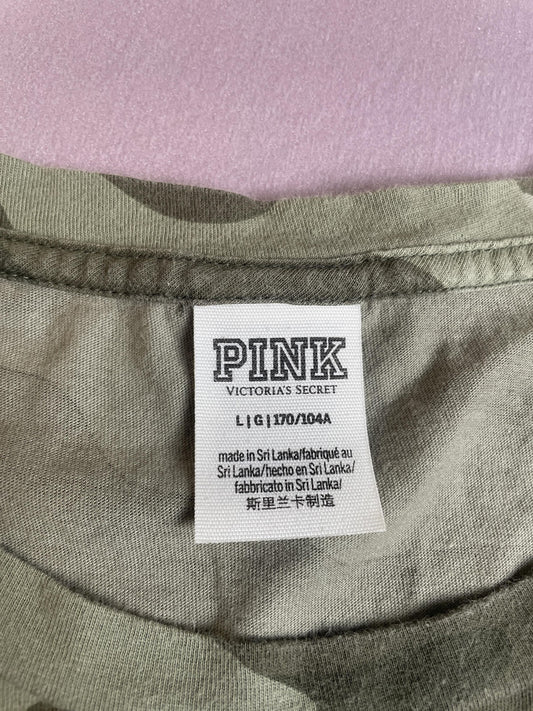 PINK
VICTORIA'S SECRET
L|G|170/104A
made in Sri Lanka/fabriqué au
Sri Lanka/hecho en Sri Lanka/
fabbricato in Sri Lanka/
斯里兰卡制造